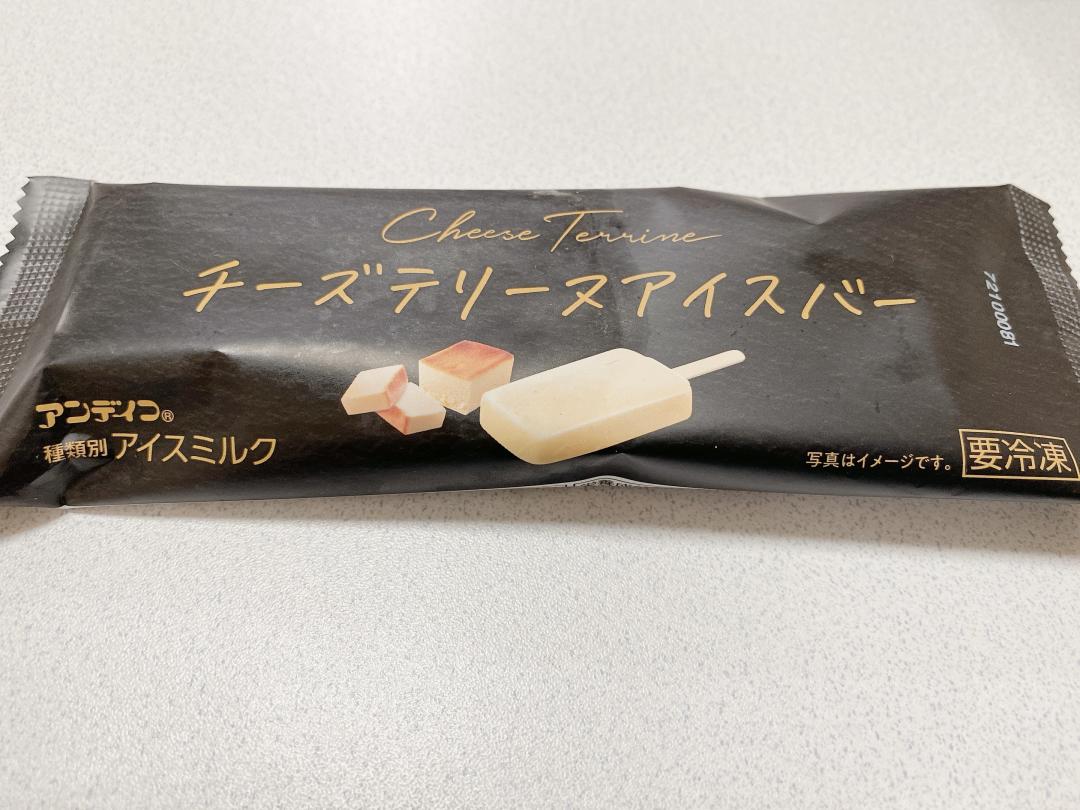 Cheese Terrine
チーズテリーヌアイスバー
72100081
アンデイコ®
種類別 アイスミルク
写真はイメージです。 要冷凍